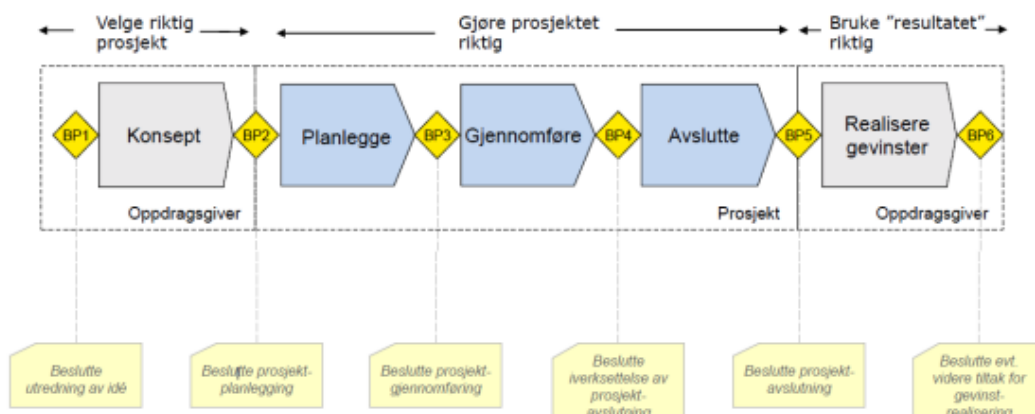 Velge riktig
prosjekt
Gjøre prosjektet
riktig
Bruke "resultatet"
riktig
BP1
Konsept
BP2
Planlegge
BP3
Gjennomføre
BP4
Avslutte
BP5
Realisere
gevinster
BP6
Oppdragsgiver
Prosjekt
Oppdragsgiver
Beslutte
utredning av idé
Beslutte prosjekt-
planlegging
Beslutte prosjekt-
gjennomføring
Beslutte
iverksettelse av
prosjekt-
avslutning
Beslutte prosjekt-
avslutning
Beslutte evt.
videre tiltak for
gevinst-
realisering